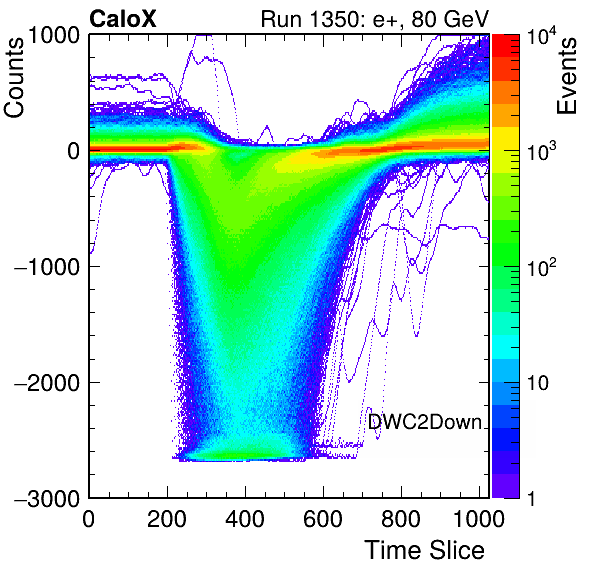 CaloX Run 1350: e+, 80 GeV
Counts
1000
0
−1000
−2000
−3000
0 200 400 600 800 1000
Time Slice
DWC2Down
Events
10⁴
10³
10²
10
1